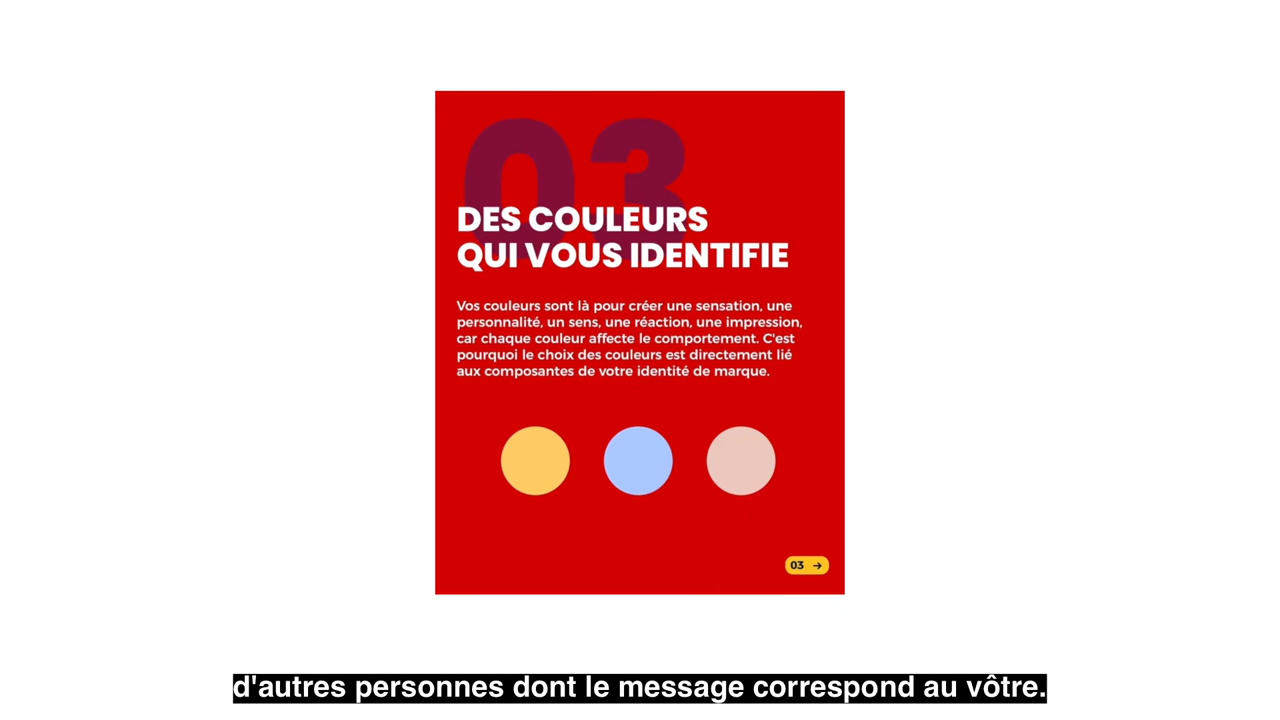 03
DES COULEURS
QUI VOUS IDENTIFIE
Vos couleurs sont là pour créer une sensation, une
personnalité, un sens, une réaction, une impression,
car chaque couleur affecte le comportement. C'est
pourquoi le choix des couleurs est directement lié
aux composantes de votre identité de marque.
03 →
d'autres personnes dont le message correspond au vôtre.